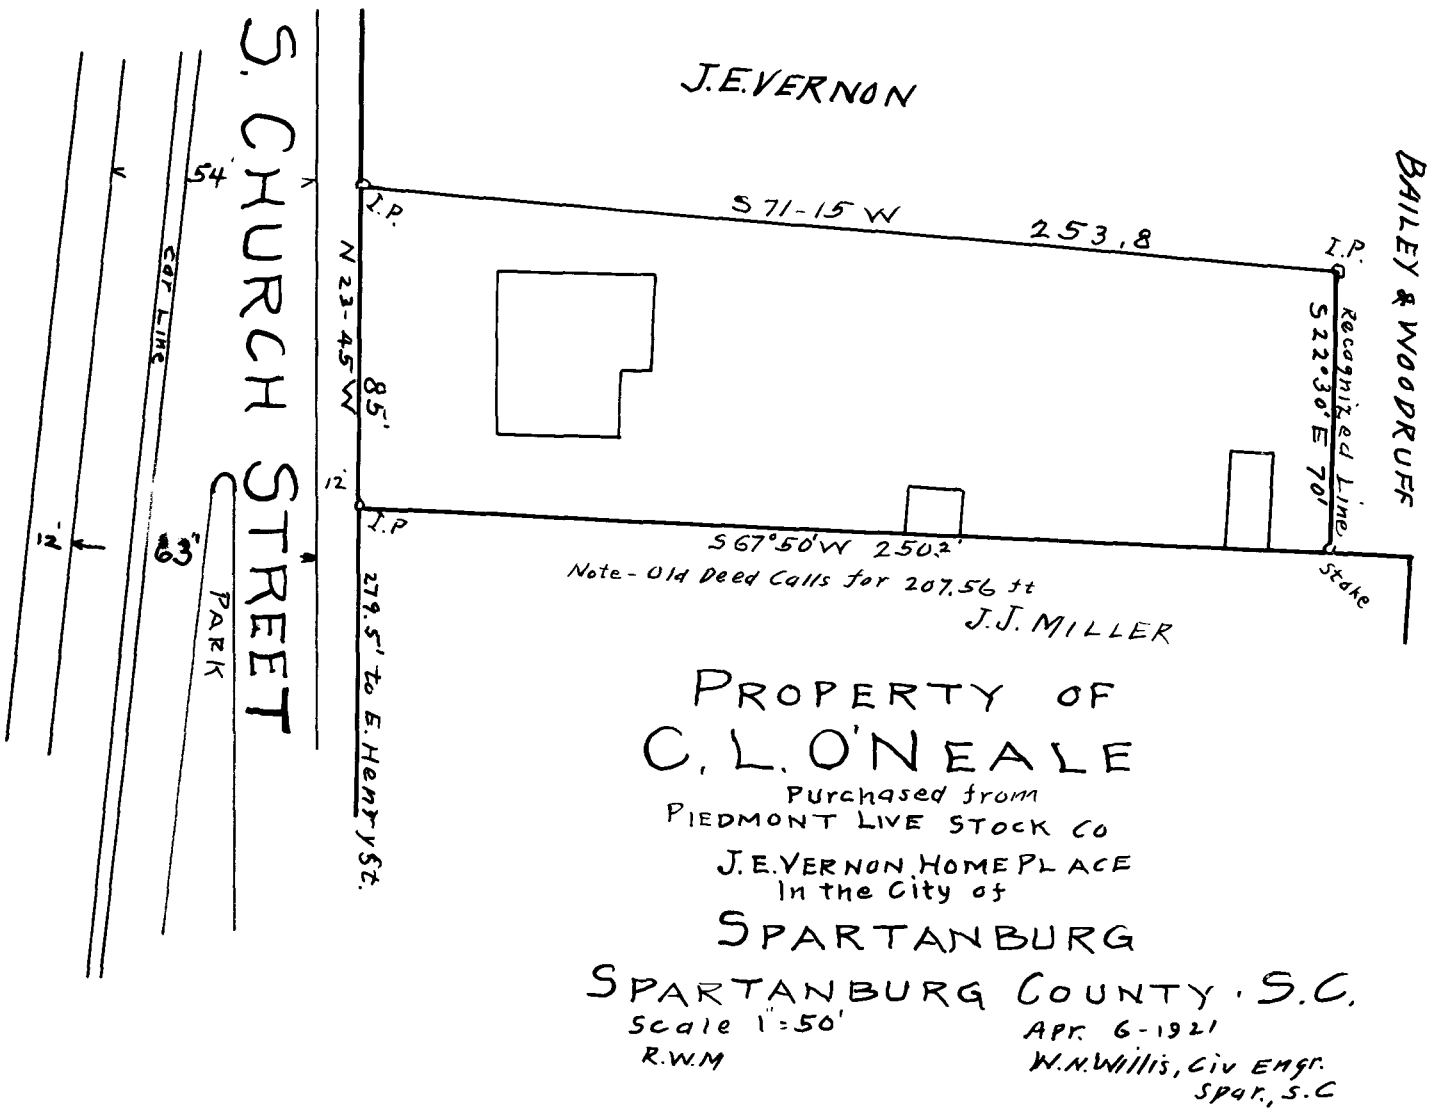 J.E.VERNON
S. CHURCH STREET
54'
Car Line
I.P.
S 71-15 W 253.8
I.P.
BAILEY & WOODRUFF
N 23-45 W
85'
Recognized Line
S 22°30' E 70'
12'
I.P
12'
63'
PARK
S 67°50' W 250.2'
Stake
Note - Old Deed Calls for 207.56 ft
J.J. MILLER
279.5' to E. Henry St.
PROPERTY OF
C. L. O'NEALE
Purchased from
PIEDMONT LIVE STOCK CO
J.E.VERNON HOME PLACE
In the City of
SPARTANBURG
SPARTANBURG COUNTY. S.C.
Scale 1"=50'
Apr. 6-1921
R.W.M
W.N. Willis, Civ Engr.
Spar., S.C